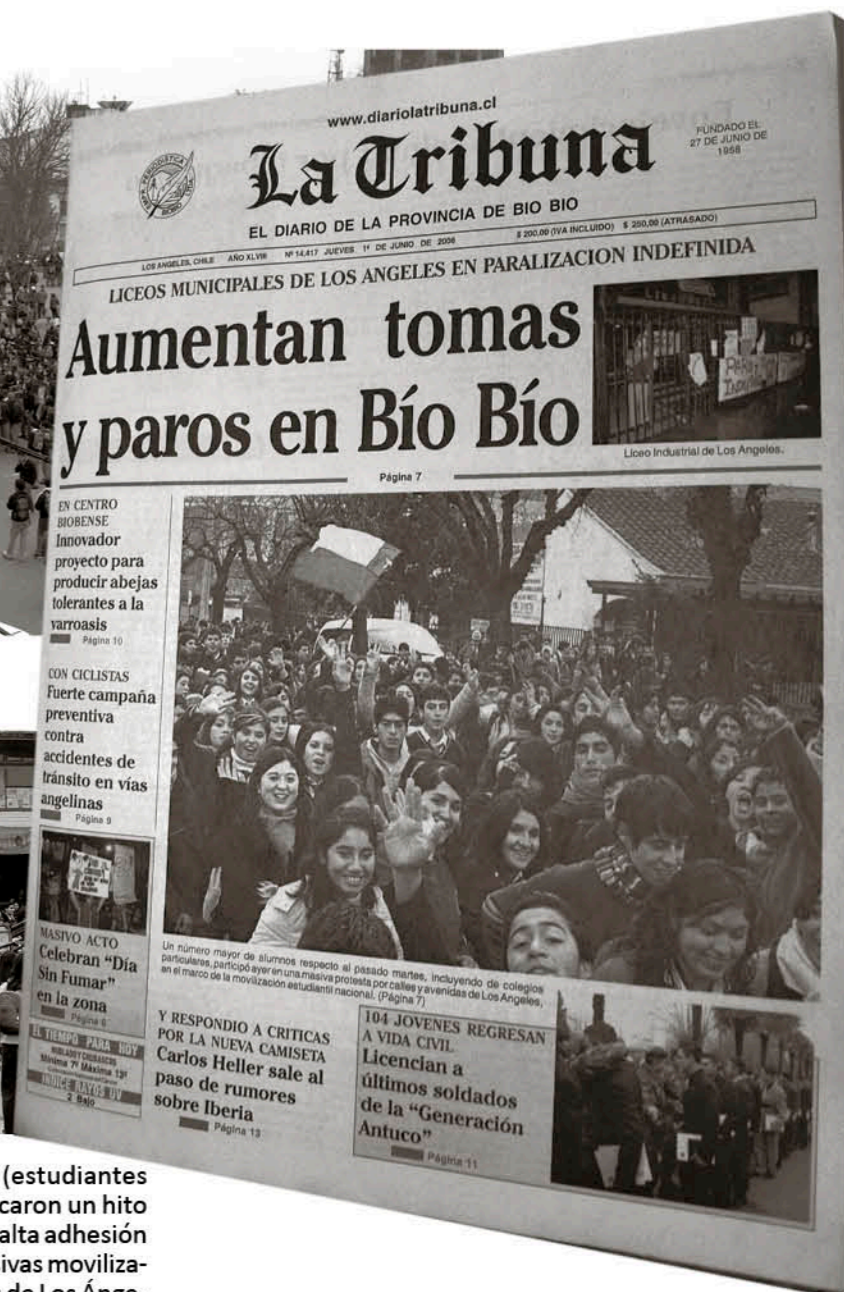 www.diariolatribuna.cl
La Tribuna
FUNDADO EL
27 DE JUNIO DE
1958
EL DIARIO DE LA PROVINCIA DE BIO BIO
LOS ANGELES, CHILE AÑO XLVIII Nº 14.417 JUEVES 1º DE JUNIO DE 2006 $ 200,00 (IVA INCLUIDO) $ 250,00 (ATRASADO)
LICEOS MUNICIPALES DE LOS ANGELES EN PARALIZACION INDEFINIDA
Aumentan tomas
y paros en Bío Bío
Liceo Industrial de Los Angeles.
Página 7
EN CENTRO
BIOBENSE
Innovador
proyecto para
producir abejas
tolerantes a la
varroasis
Página 10
CON CICLISTAS
Fuerte campaña
preventiva
contra
accidentes de
tránsito en vías
angelinas
Página 9
MASIVO ACTO
Celebran “Día
Sin Fumar”
en la zona
Página 6
EL TIEMPO PARA HOY
NUBLADO Y CHUBASCOS
Mínima 7º Máxima 13º
INDICE RAYOS UV
2 Bajo
Un número mayor de alumnos respecto al pasado martes, incluyendo de colegios
particulares, participó ayer en una masiva protesta por calles y avenidas de Los Angeles,
en el marco de la movilización estudiantil nacional. (Página 7)
Y RESPONDIO A CRITICAS
POR LA NUEVA CAMISETA
Carlos Heller sale al
paso de rumores
sobre Iberia
Página 13
104 JOVENES REGRESAN
A VIDA CIVIL
Licencian a
últimos soldados
de la “Generación
Antuco”
Página 11
(estudiantes
caron un hito
alta adhesión
sivas moviliza-
de Los Ánge-